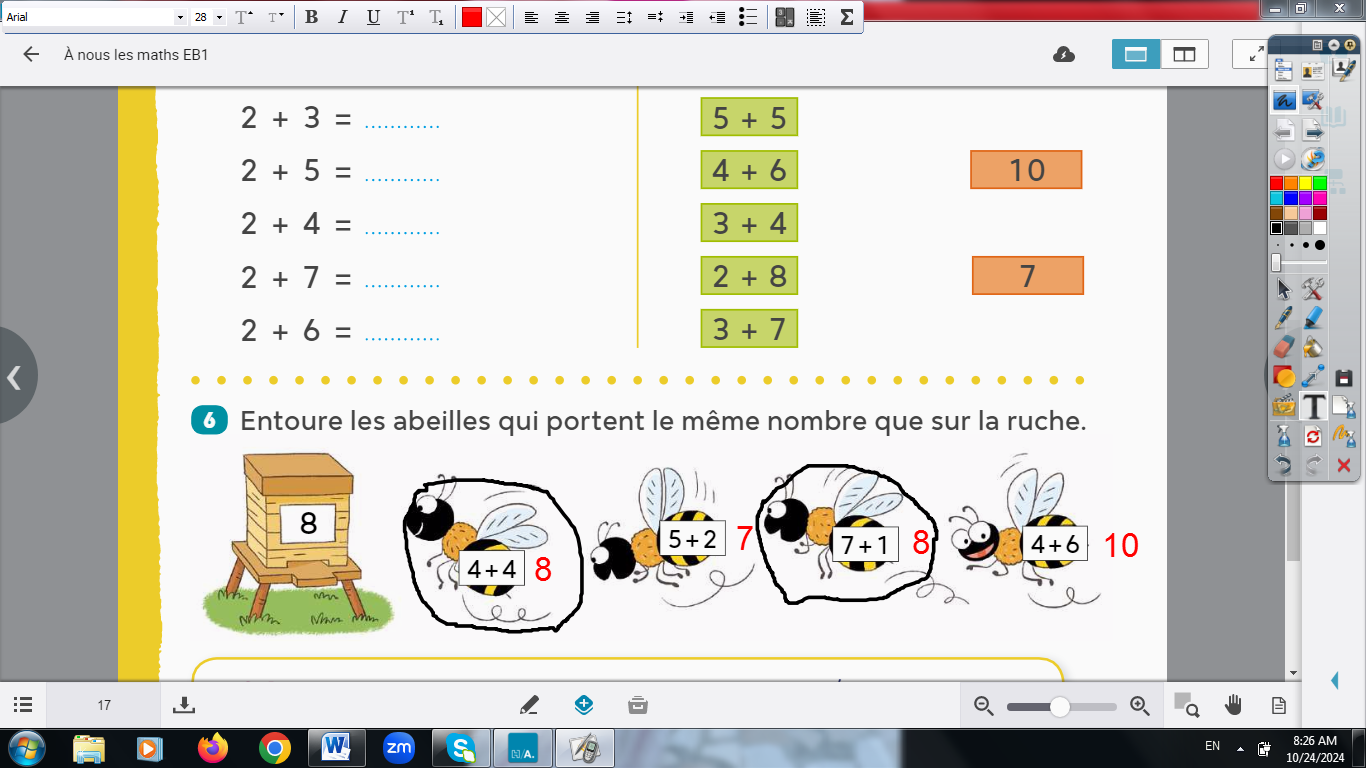 Arial 28 B I U T T Σ
À nous les maths EB1
2 + 3 = ............
2 + 5 = ............
2 + 4 = ............
2 + 7 = ............
2 + 6 = ............
5 + 5
4 + 6
3 + 4
2 + 8
3 + 7
10
7
6 Entoure les abeilles qui portent le même nombre que sur la ruche.
8
4+4 8
5+2 7
7+1 8
4+6 10
17
EN
8:26 AM
10/24/2024